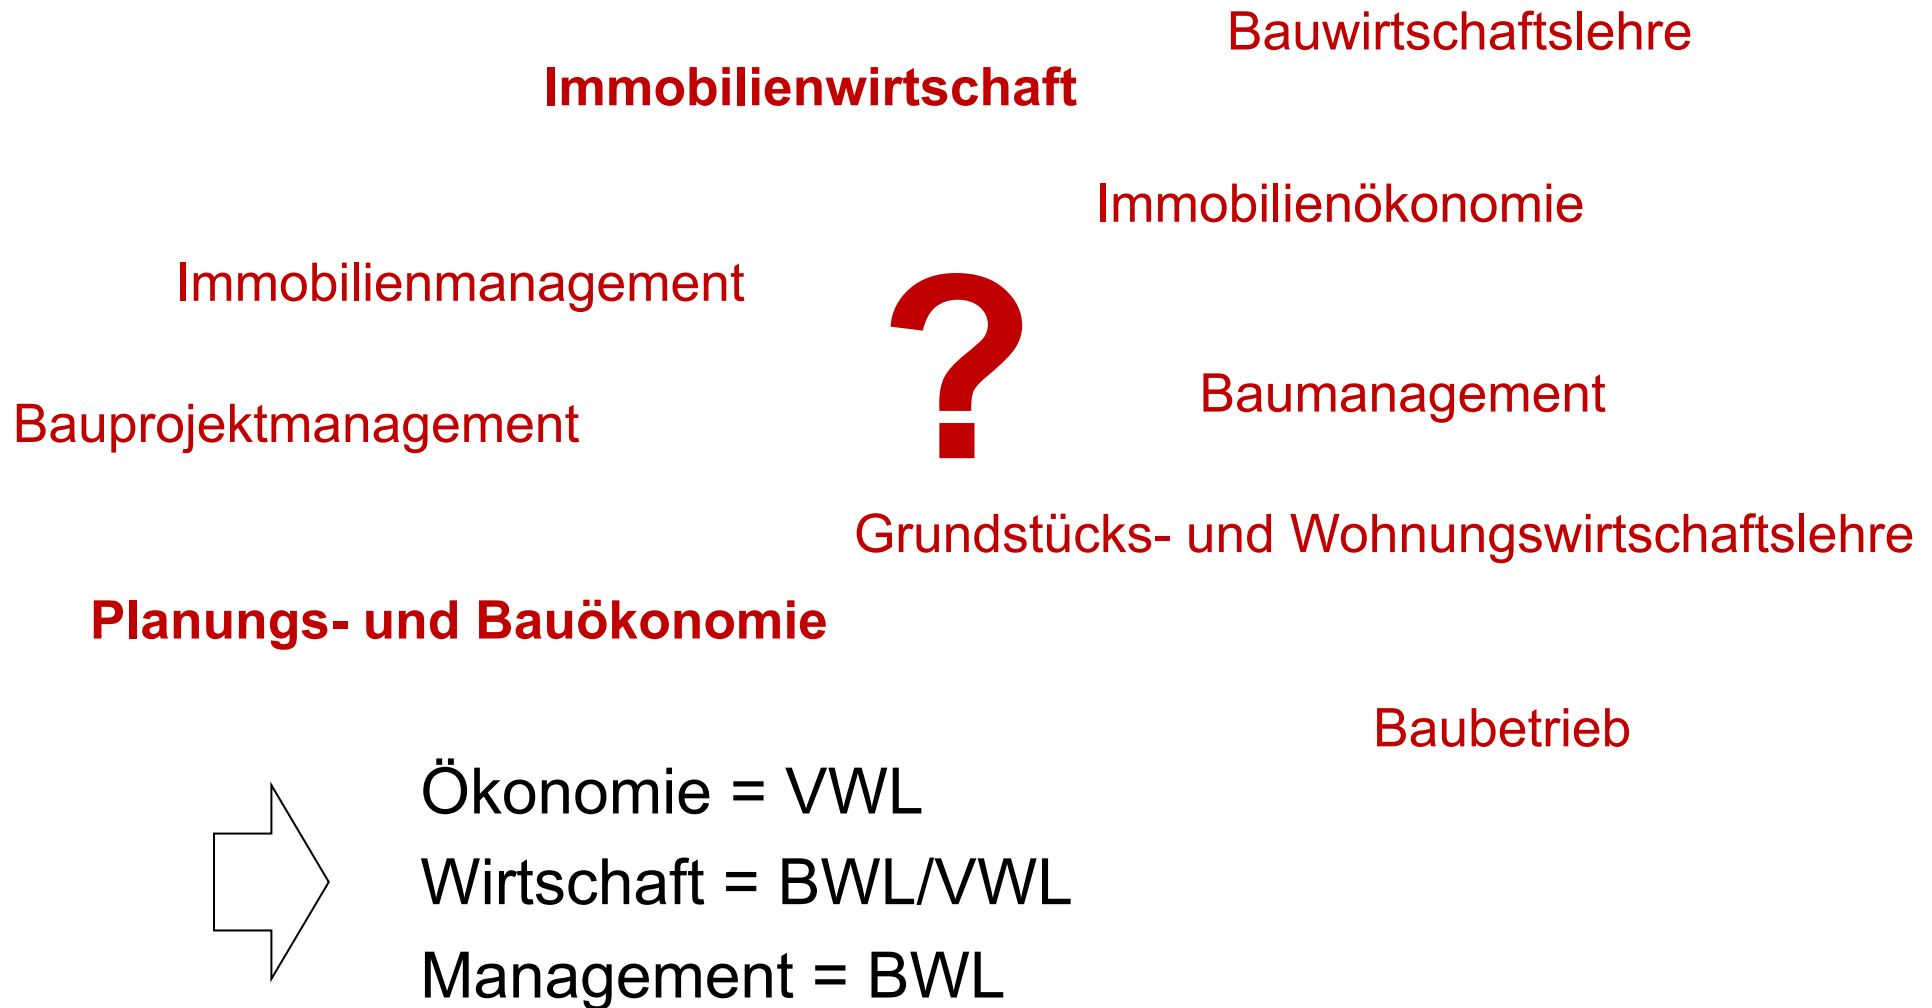 Bauwirtschaftslehre
Immobilienwirtschaft
Immobilienökonomie
Immobilienmanagement
?
Baumanagement
Bauprojektmanagement
Grundstücks- und Wohnungswirtschaftslehre
Planungs- und Bauökonomie
Baubetrieb
Ökonomie = VWL
Wirtschaft = BWL/VWL
Management = BWL